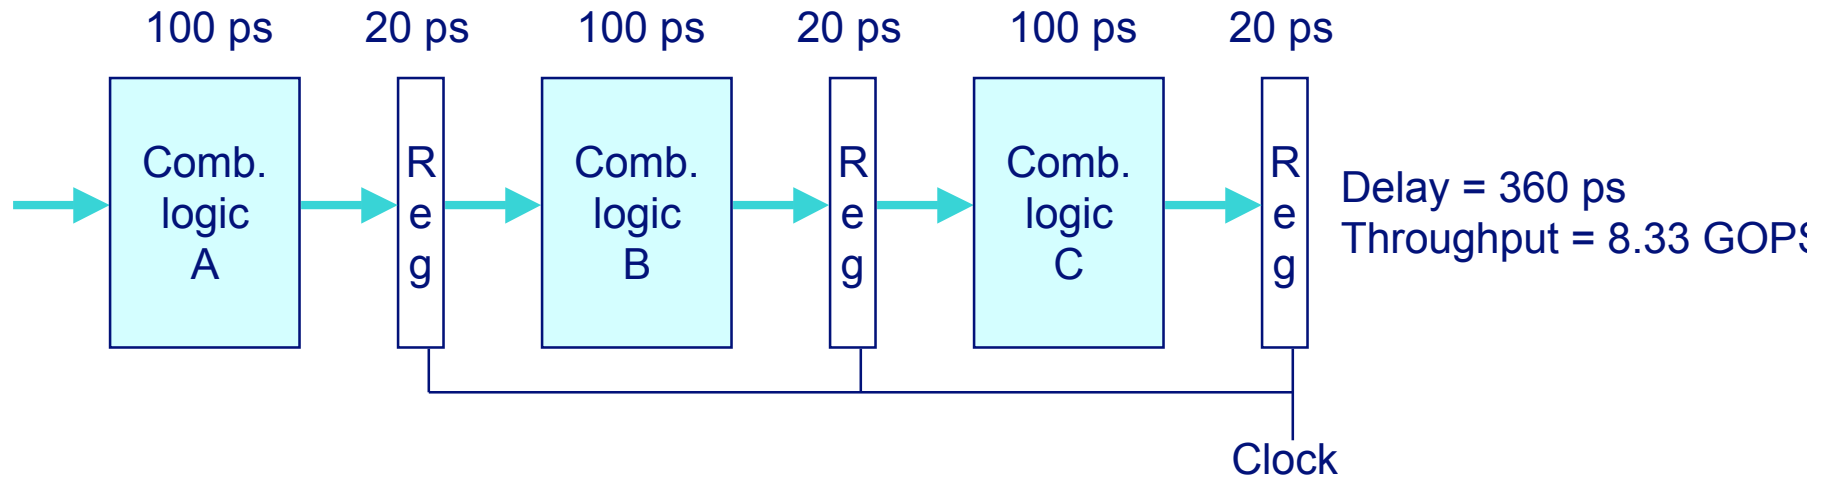 100 ps 20 ps 100 ps 20 ps 100 ps 20 ps
Comb.
logic
A
R
e
g
Comb.
logic
B
R
e
g
Comb.
logic
C
R
e
g
Delay = 360 ps
Throughput = 8.33 GOPS
Clock